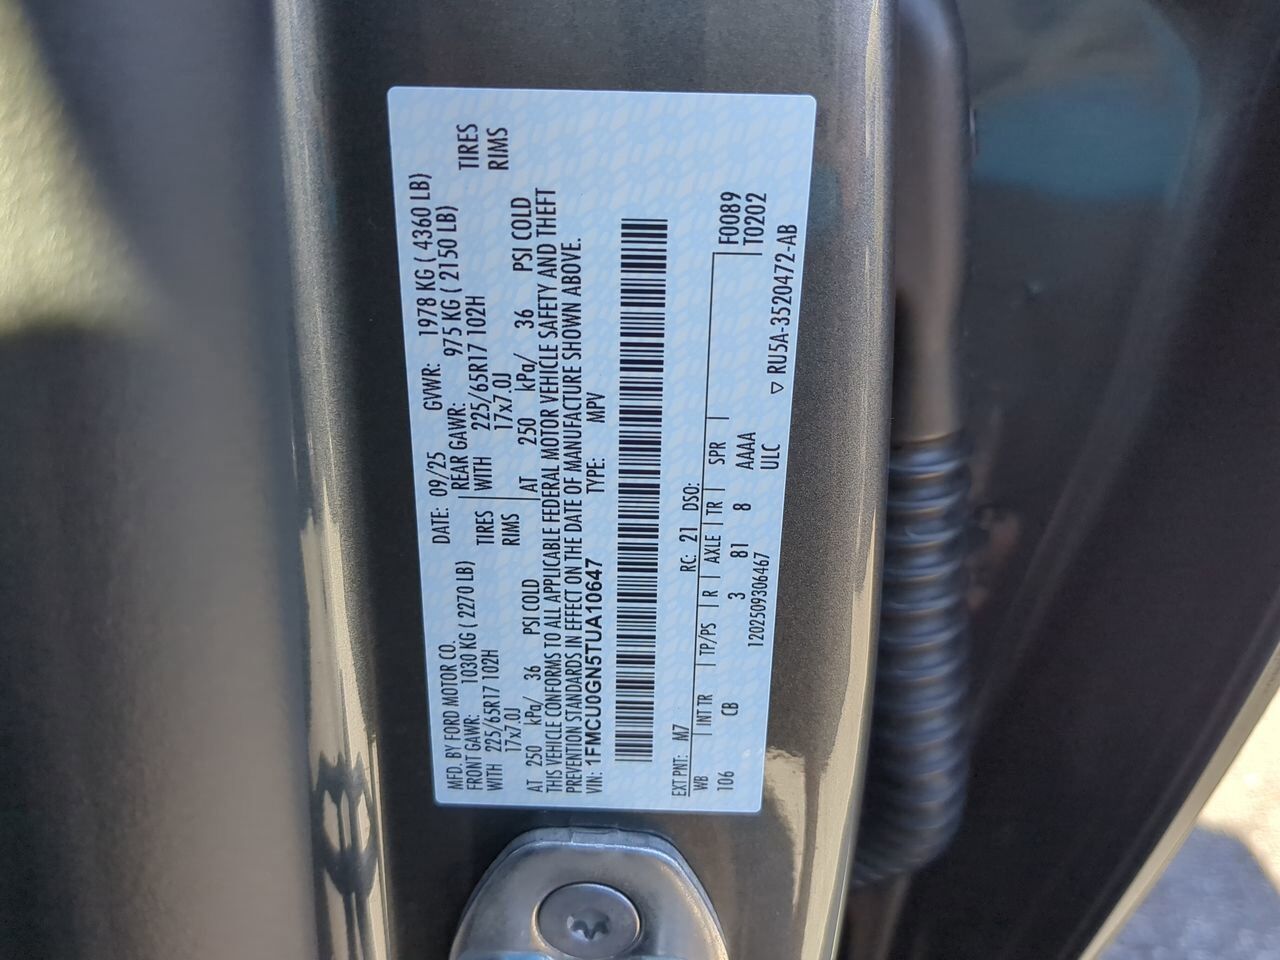 MFD. BY FORD MOTOR CO.
DATE: 09/25 GVWR: 1978 KG ( 4360 LB)
FRONT GAWR: 1030 KG ( 2270 LB) REAR GAWR: 975 KG ( 2150 LB)
WITH 225/65R17 102H TIRES WITH 225/65R17 102H TIRES
17x7.0J RIMS 17x7.0J RIMS
AT 250 kPa/ 36 PSI COLD AT 250 kPa/ 36 PSI COLD
THIS VEHICLE CONFORMS TO ALL APPLICABLE FEDERAL MOTOR VEHICLE SAFETY AND THEFT
PREVENTION STANDARDS IN EFFECT ON THE DATE OF MANUFACTURE SHOWN ABOVE.
VIN: 1FMCU0GN5TUA10647 TYPE: MPV
EXT PNT: M7 RC: 21 DSO: F0089
WB INT TR TP/PS R AXLE TR SPR T0202
106 CB 3 81 8 AAAA
1202509306467 ULC ▽ RU5A-3520472-AB